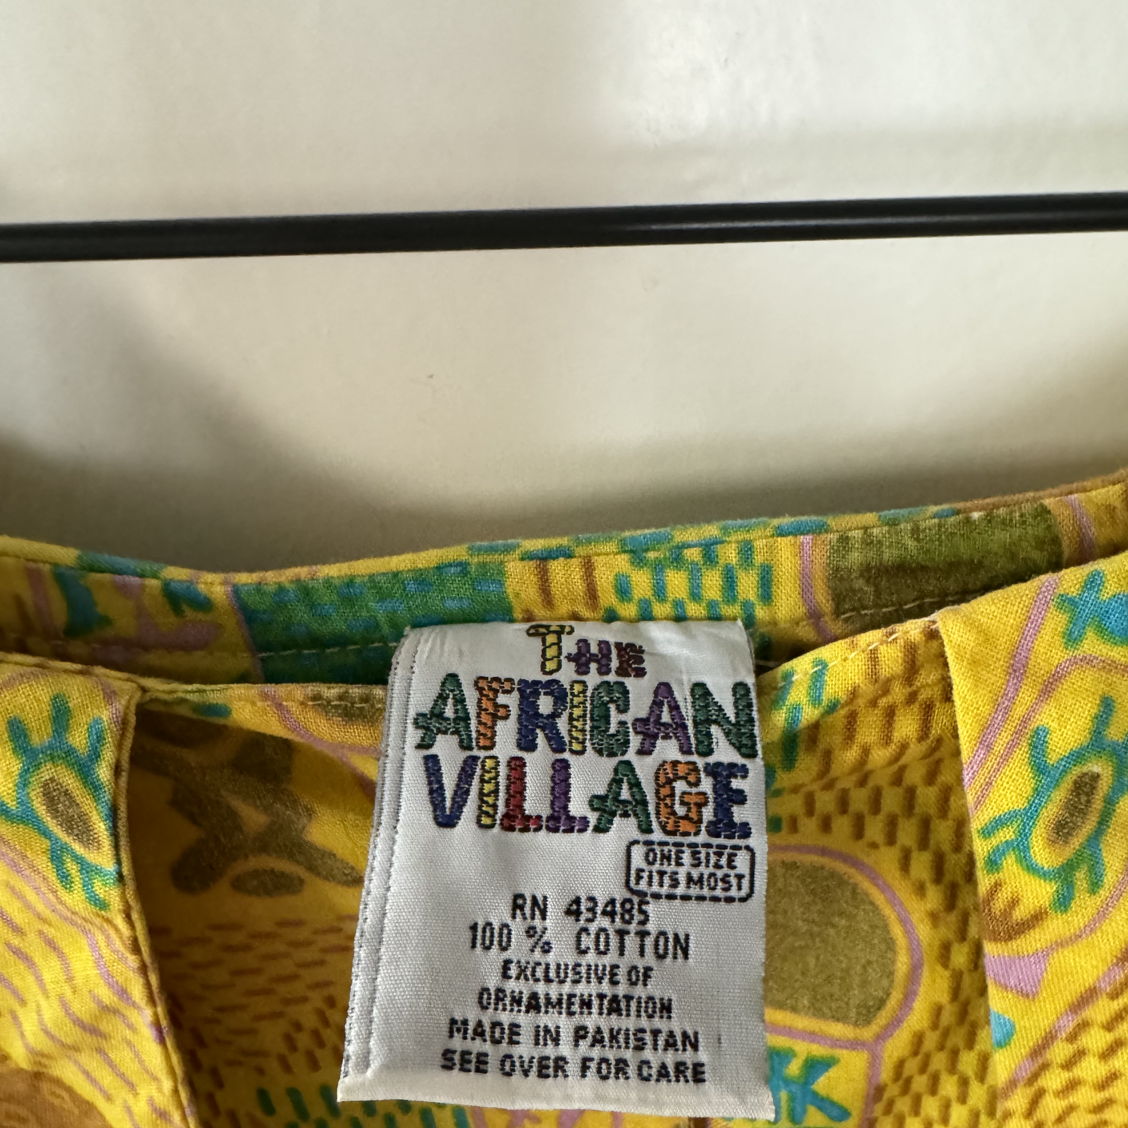 THE
AFRICAN
VILLAGE
ONE SIZE
FITS MOST
RN 43485
100 % COTTON
EXCLUSIVE OF
ORNAMENTATION
MADE IN PAKISTAN
SEE OVER FOR CARE